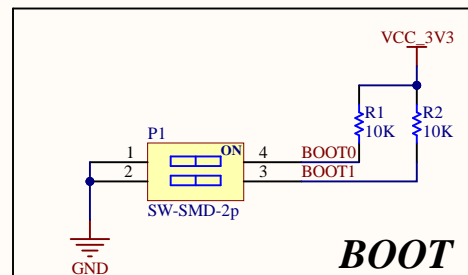 VCC_3V3
R1
R2
10K
10K
P1
ON
1
4
BOOT0
2
3
BOOT1
SW-SMD-2p
GND
BOOT